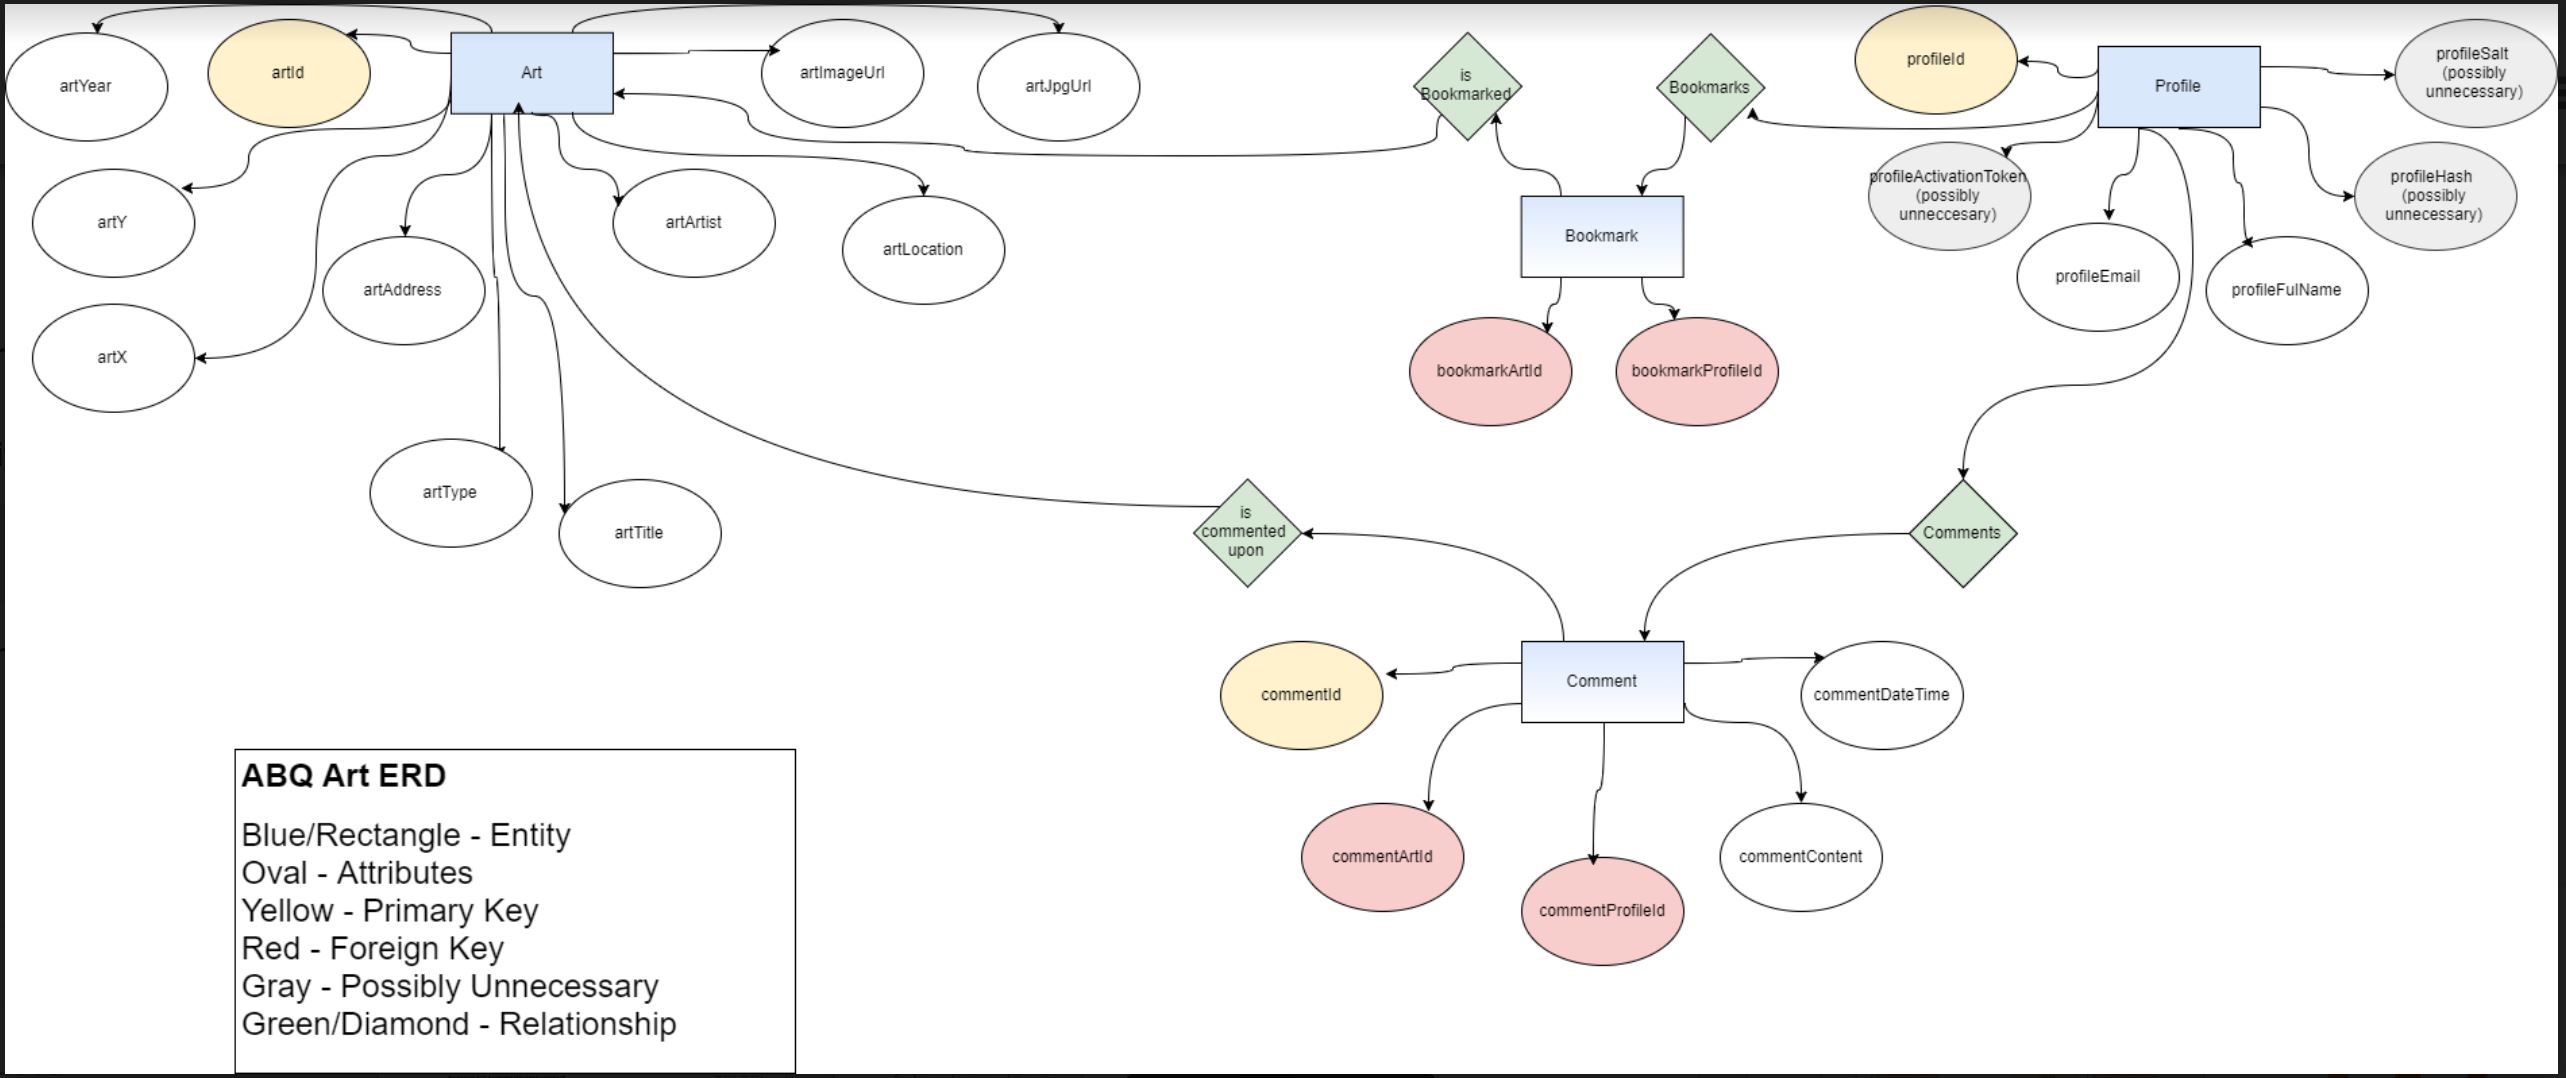 artYear
artId
Art
artImageUrl
artJpgUrl
is
Bookmarked
Bookmarks
profileId
Profile
profileSalt
(possibly
unnecessary)
artY
artAddress
artArtist
artLocation
Bookmark
profileActivationToken
(possibly
unneccesary)
profileEmail
profileFulName
profileHash
(possibly
unnecessary)
artX
bookmarkArtId
bookmarkProfileId
artType
artTitle
is
commented
upon
Comments
commentId
Comment
commentDateTime
commentArtId
commentProfileId
commentContent
ABQ Art ERD
Blue/Rectangle - Entity
Oval - Attributes
Yellow - Primary Key
Red - Foreign Key
Gray - Possibly Unnecessary
Green/Diamond - Relationship